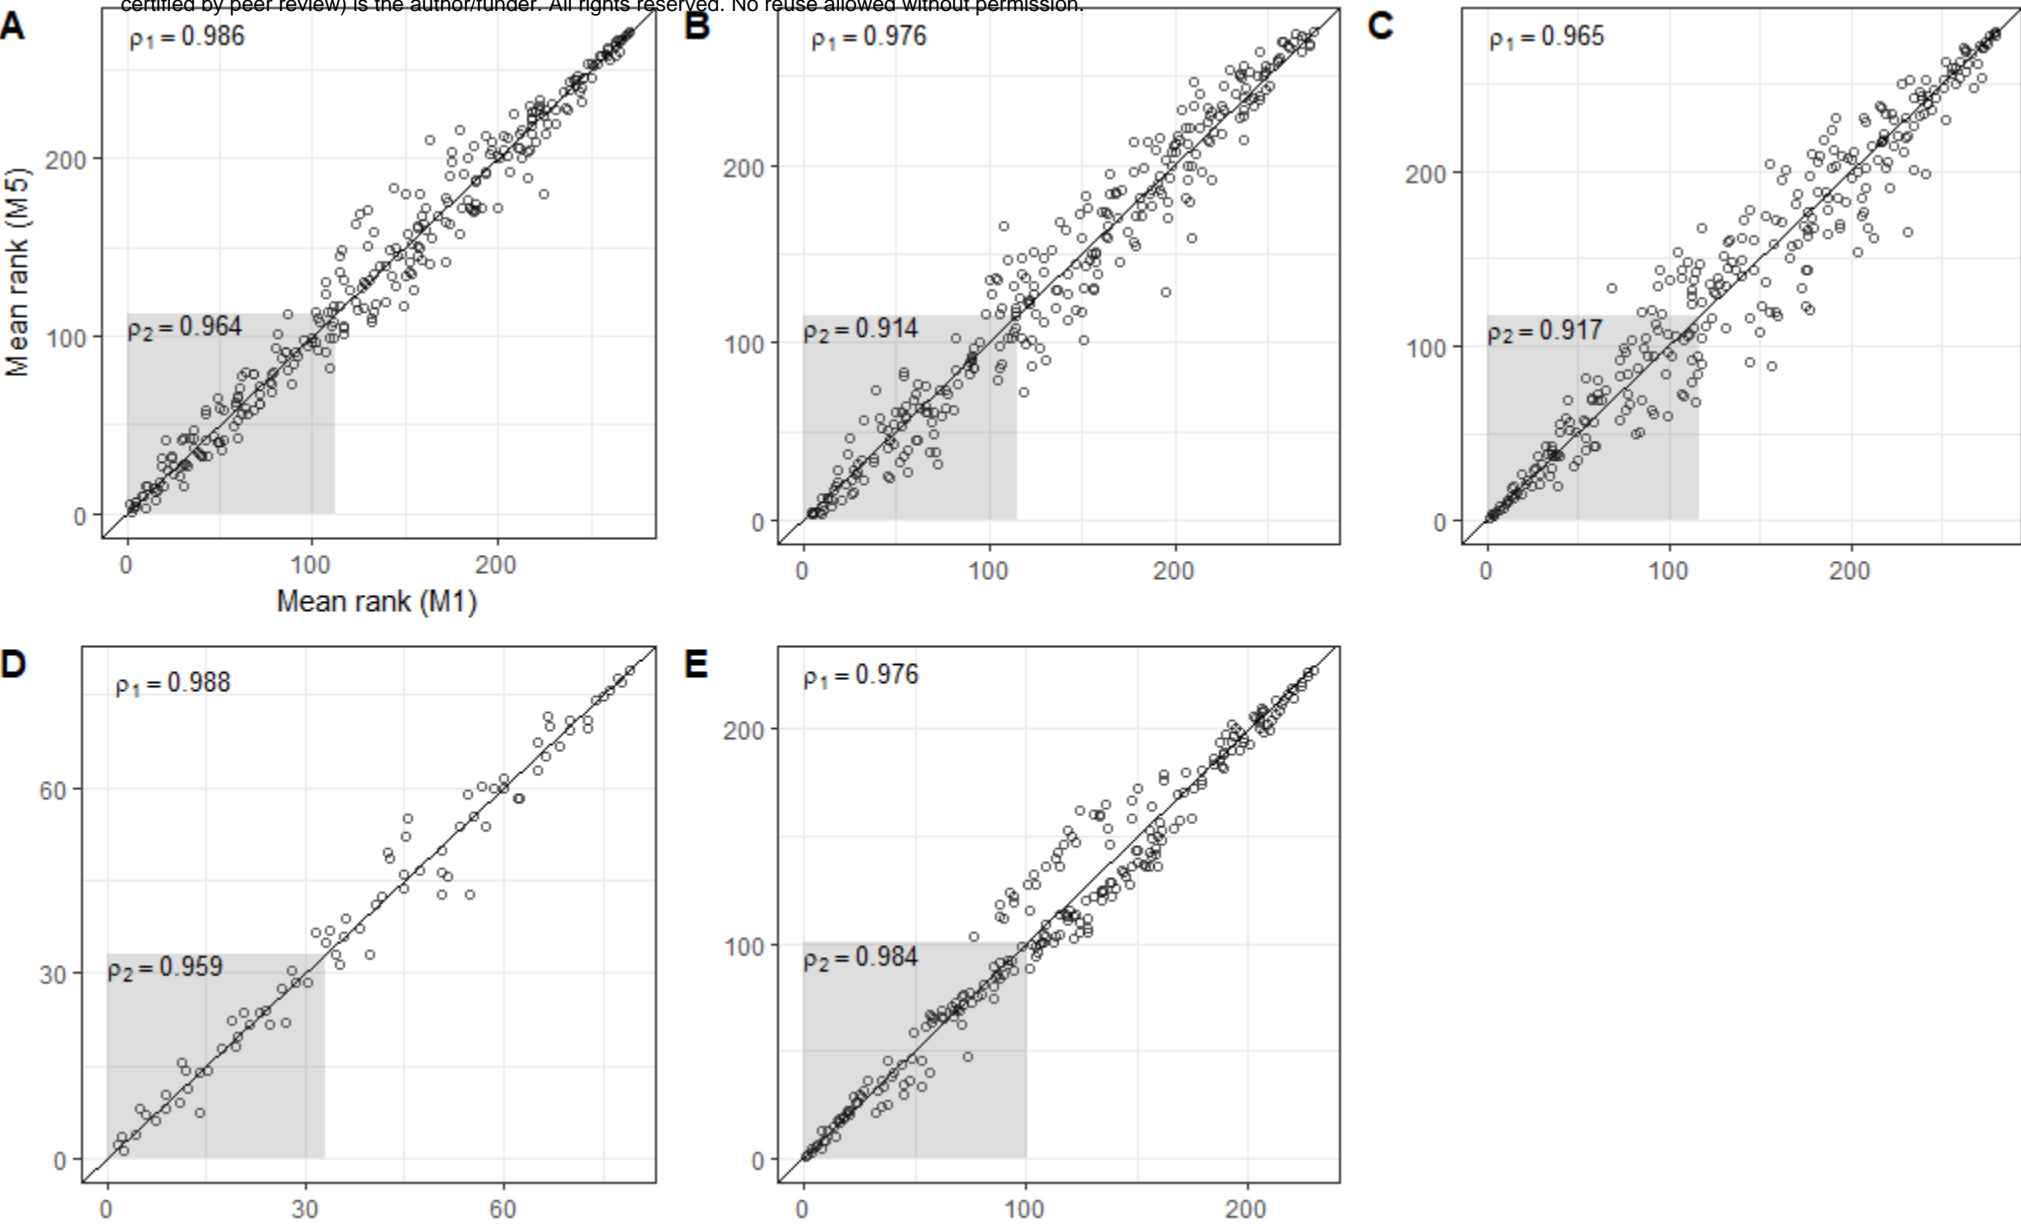 certified by peer review) is the author/funder. All rights reserved. No reuse allowed without permission.
A
ρ1 = 0.986
ρ2 = 0.964
Mean rank (M5)
200
100
0
0
100
200
Mean rank (M1)
B
ρ1 = 0.976
ρ2 = 0.914
200
100
0
0
100
200
C
ρ1 = 0.965
ρ2 = 0.917
200
100
0
0
100
200
D
ρ1 = 0.988
ρ2 = 0.959
60
30
0
0
30
60
E
ρ1 = 0.976
ρ2 = 0.984
200
100
0
0
100
200